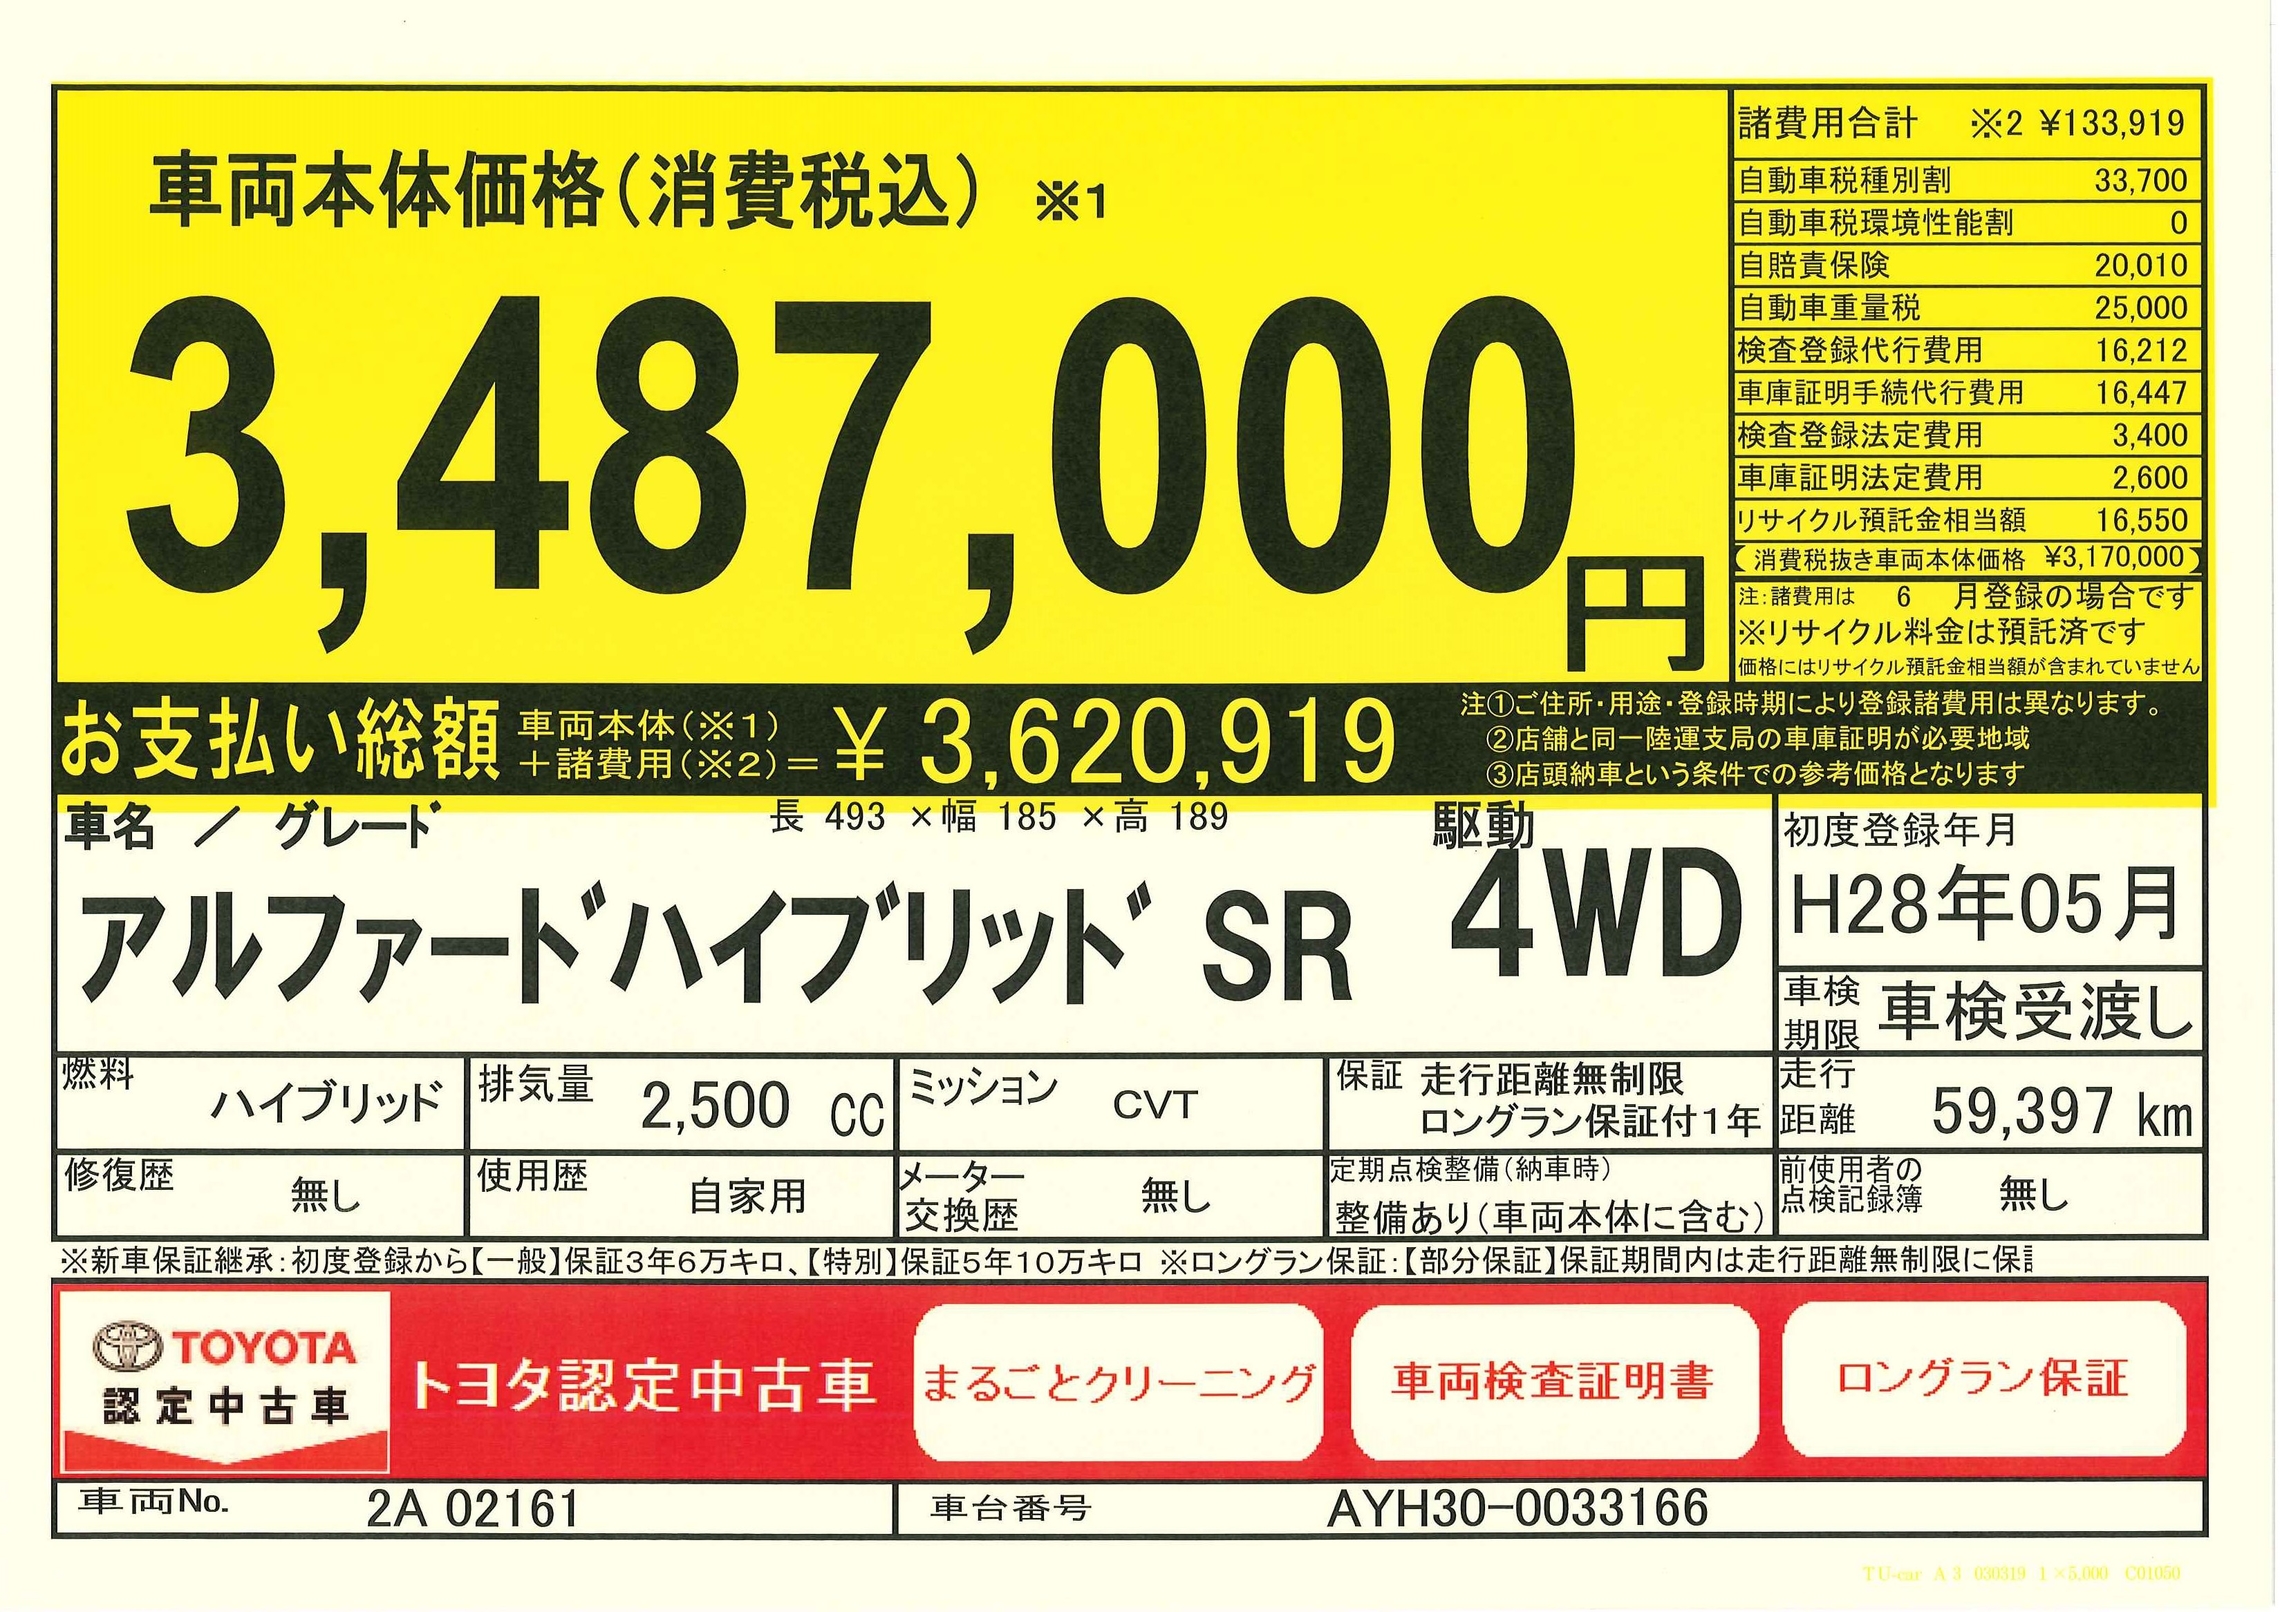 車両本体価格(消費税込) ※1
3,487,000円
諸費用合計 ※2 ¥133,919
自動車税種別割 33,700
自動車税環境性能割 0
自賠責保険 20,010
自動車重量税 25,000
検査登録代行費用 16,212
車庫証明手続代行費用 16,447
検査登録法定費用 3,400
車庫証明法定費用 2,600
リサイクル預託金相当額 16,550
(消費税抜き車両本体価格 ¥3,170,000)
注:諸費用は 6 月登録の場合です
※リサイクル料金は預託済です
価格にはリサイクル預託金相当額が含まれていません
お支払い総額 車両本体(※1)
+諸費用(※2)= ¥ 3,620,919
注①ご住所・用途・登録時期により登録諸費用は異なります。
②店舗と同一陸運支局の車庫証明が必要地域
③店頭納車という条件での参考価格となります
車名 / グレード 長 493 ×幅 185 ×高 189 駆動
アルファードハイブリッド SR 4WD
初度登録年月
H28年05月
車検期限 車検受渡し
燃料 ハイブリッド
排気量 2,500 CC
ミッション CVT
保証 走行距離無制限
ロングラン保証付1年
走行距離 59,397 km
修復歴 無し
使用歴 自家用
メーター交換歴 無し
定期点検整備(納車時)
整備あり(車両本体に含む)
前使用者の点検記録簿 無し
※新車保証継承:初度登録から【一般】保証3年6万キロ、【特別】保証5年10万キロ ※ロングラン保証:【部分保証】保証期間内は走行距離無制限に保証
TOYOTA
認定中古車
トヨタ認定中古車
まるごとクリーニング
車両検査証明書
ロングラン保証
車両No. 2A 02161
車台番号 AYH30-0033166
TU-car A3 030319 1×5,000 C01050